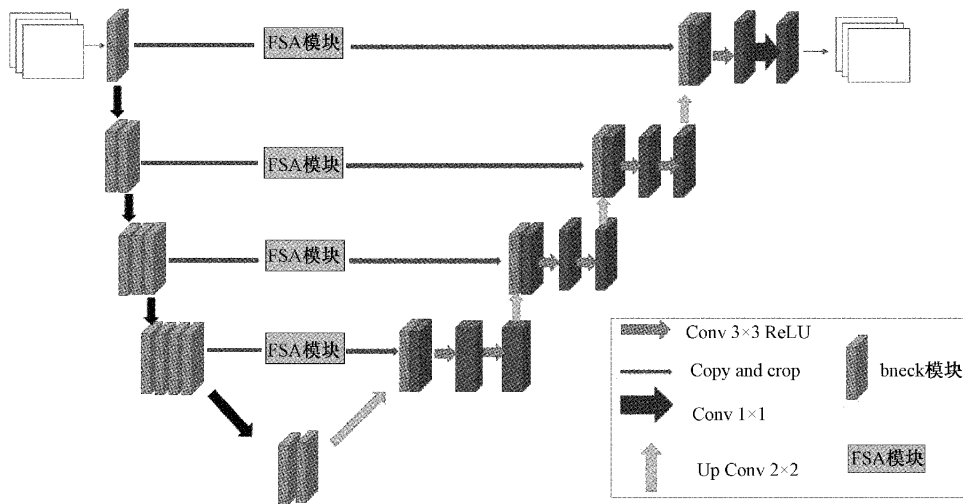 FSA模块
FSA模块
FSA模块
FSA模块
Conv 3×3 ReLU
Copy and crop
bneck模块
Conv 1×1
Up Conv 2×2
FSA模块